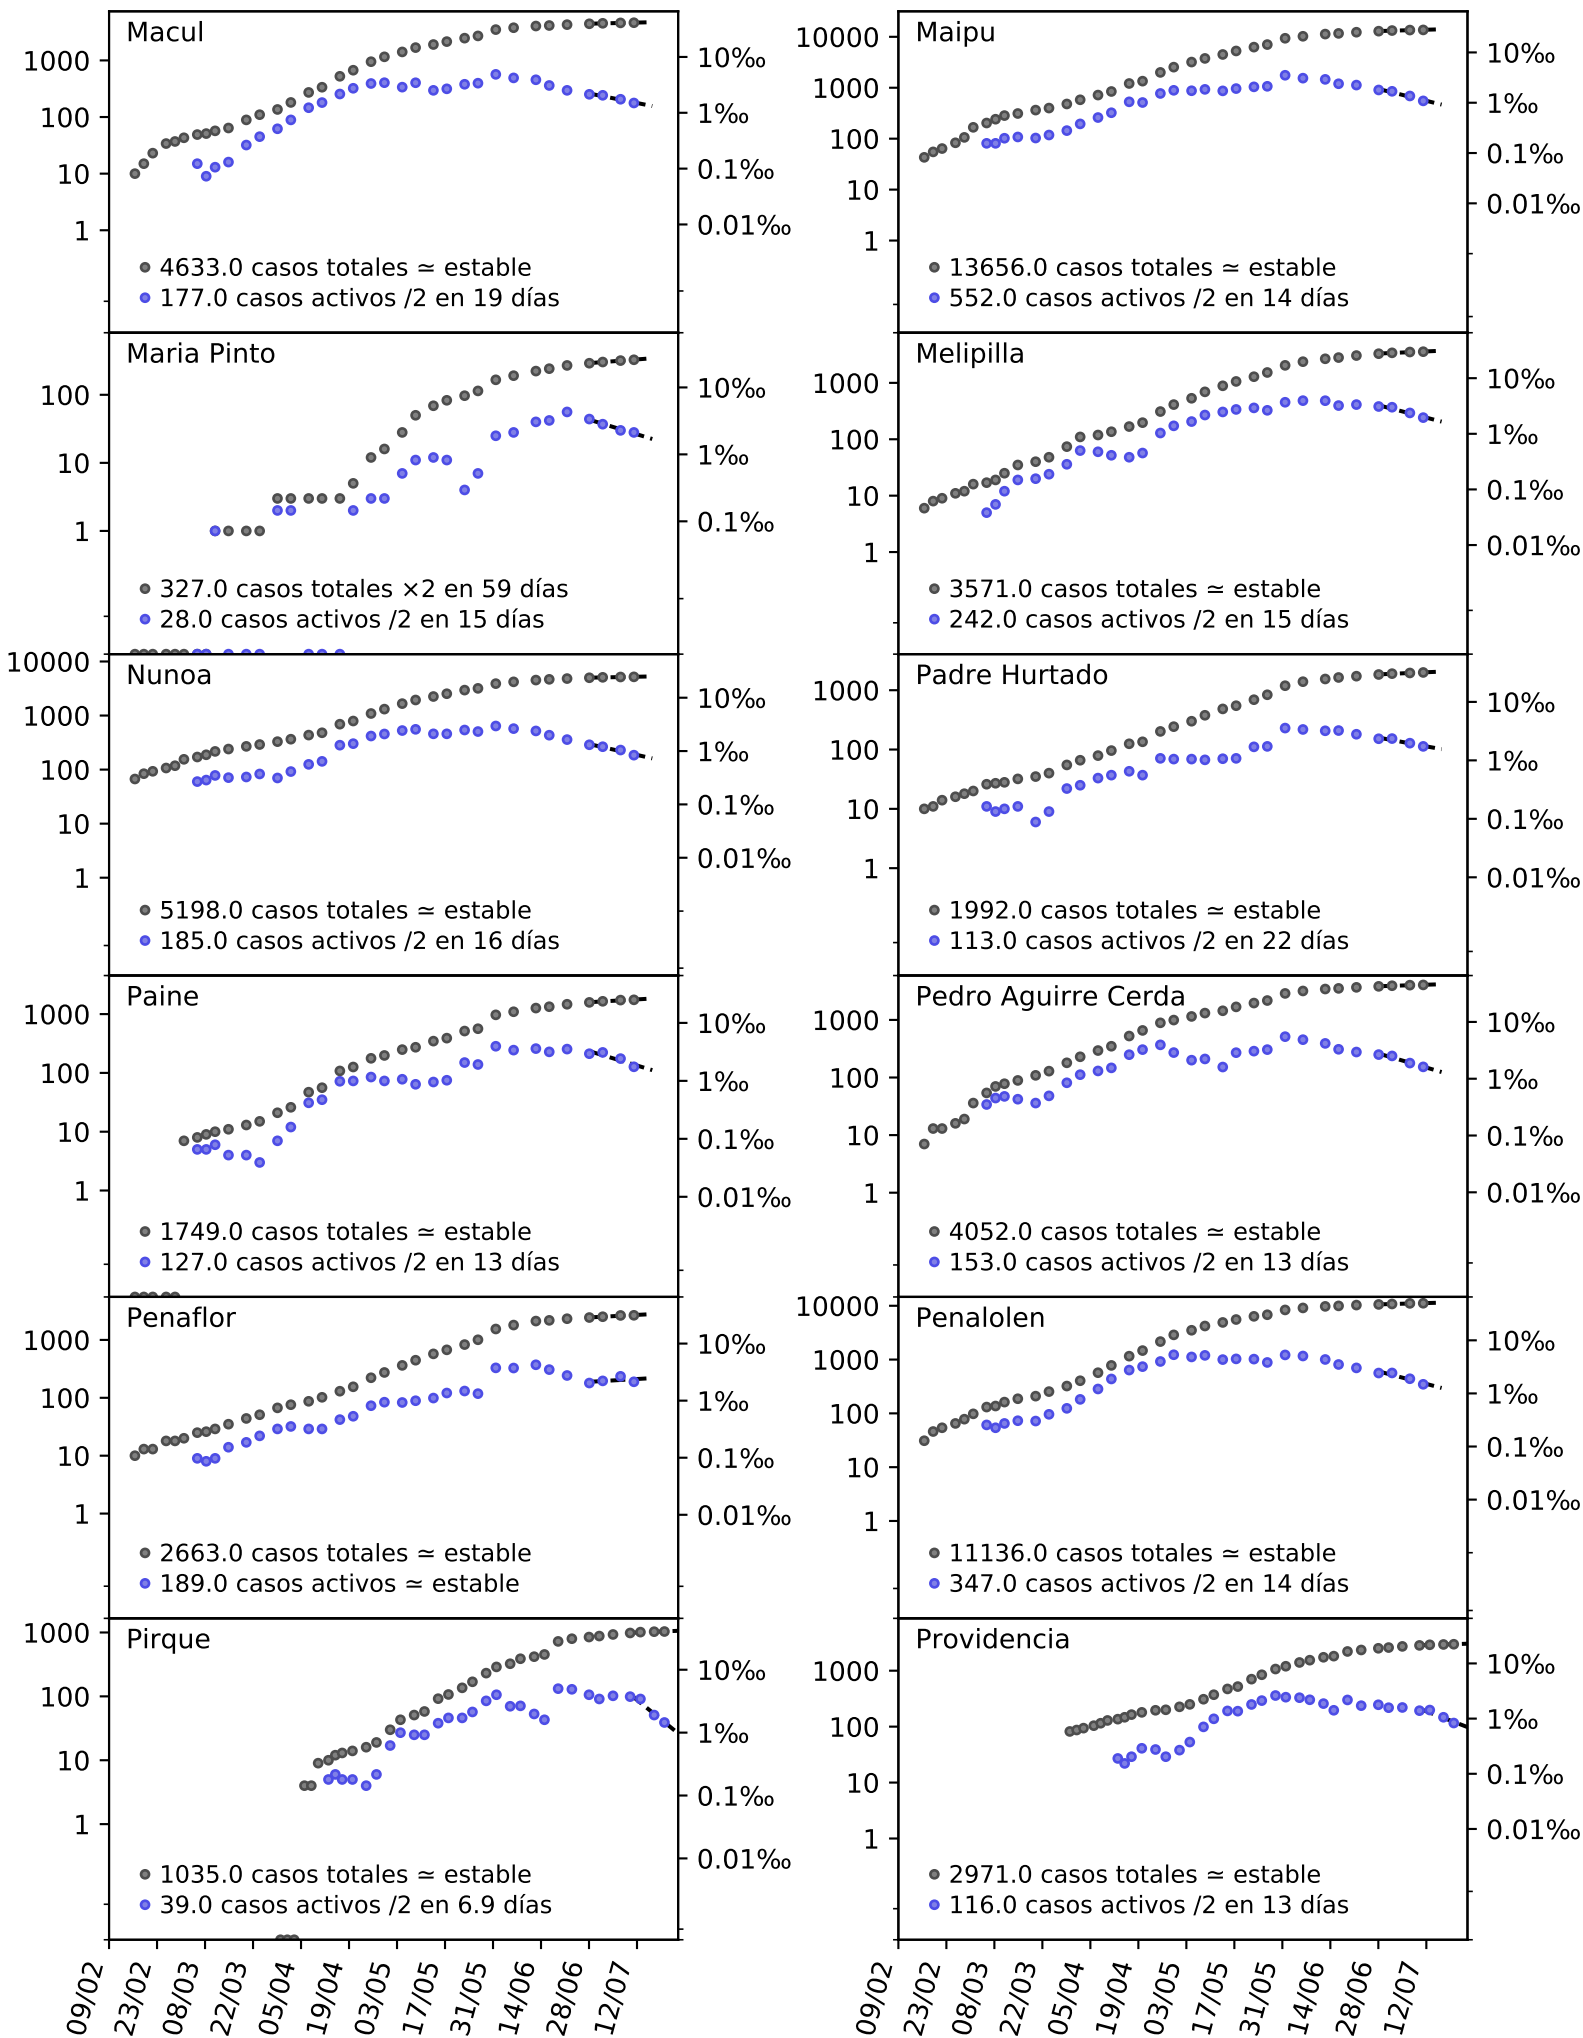 Macul
1000
100
10
1
10‰
1‰
0.1‰
0.01‰
4633.0 casos totales ≃ estable
177.0 casos activos /2 en 19 días
Maipu
10000
1000
100
10
1
10‰
1‰
0.1‰
0.01‰
13656.0 casos totales ≃ estable
552.0 casos activos /2 en 14 días
Maria Pinto
100
10
1
10‰
1‰
0.1‰
327.0 casos totales ×2 en 59 días
28.0 casos activos /2 en 15 días
Melipilla
1000
100
10
1
10‰
1‰
0.1‰
0.01‰
3571.0 casos totales ≃ estable
242.0 casos activos /2 en 15 días
Nunoa
10000
1000
100
10
1
10‰
1‰
0.1‰
0.01‰
5198.0 casos totales ≃ estable
185.0 casos activos /2 en 16 días
Padre Hurtado
1000
100
10
1
10‰
1‰
0.1‰
0.01‰
1992.0 casos totales ≃ estable
113.0 casos activos /2 en 22 días
Paine
1000
100
10
1
10‰
1‰
0.1‰
0.01‰
1749.0 casos totales ≃ estable
127.0 casos activos /2 en 13 días
Pedro Aguirre Cerda
1000
100
10
1
10‰
1‰
0.1‰
0.01‰
4052.0 casos totales ≃ estable
153.0 casos activos /2 en 13 días
Penaflor
1000
100
10
1
10‰
1‰
0.1‰
0.01‰
2663.0 casos totales ≃ estable
189.0 casos activos ≃ estable
Penalolen
10000
1000
100
10
1
10‰
1‰
0.1‰
0.01‰
11136.0 casos totales ≃ estable
347.0 casos activos /2 en 14 días
Pirque
1000
100
10
1
10‰
1‰
0.1‰
0.01‰
1035.0 casos totales ≃ estable
39.0 casos activos /2 en 6.9 días
Providencia
1000
100
10
1
10‰
1‰
0.1‰
0.01‰
2971.0 casos totales ≃ estable
116.0 casos activos /2 en 13 días
09/02 23/02 08/03 22/03 05/04 19/04 03/05 17/05 31/05 14/06 28/06 12/07
09/02 23/02 08/03 22/03 05/04 19/04 03/05 17/05 31/05 14/06 28/06 12/07